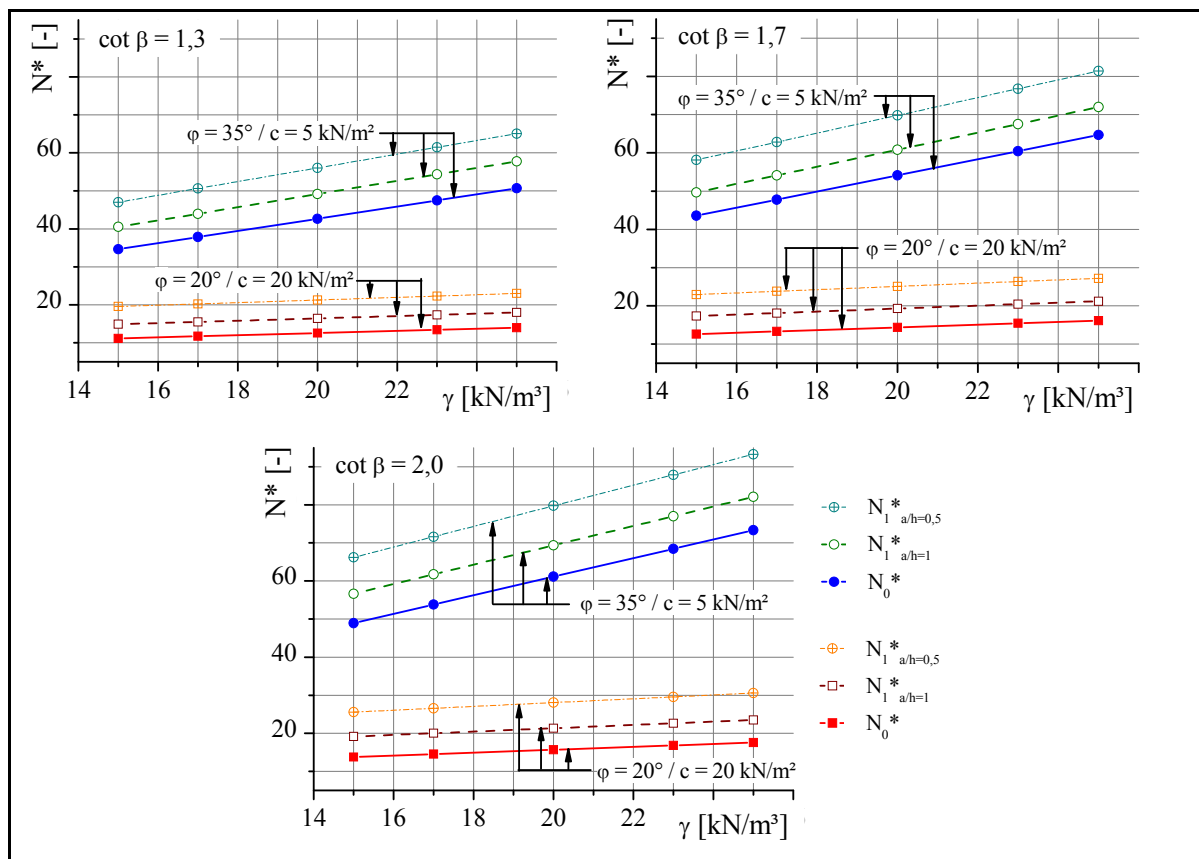 cot β = 1,3
N* [-]
φ = 35° / c = 5 kN/m²
φ = 20° / c = 20 kN/m²
60
40
20
14 16 18 20 22
γ [kN/m³]
cot β = 1,7
N* [-]
φ = 35° / c = 5 kN/m²
φ = 20° / c = 20 kN/m²
60
40
20
14 16 18 20 22
γ [kN/m³]
cot β = 2,0
N* [-]
φ = 35° / c = 5 kN/m²
φ = 20° / c = 20 kN/m²
60
40
20
14 16 18 20 22
γ [kN/m³]
N₁* a/h=0,5
N₁* a/h=1
N₀*
N₁* a/h=0,5
N₁* a/h=1
N₀*